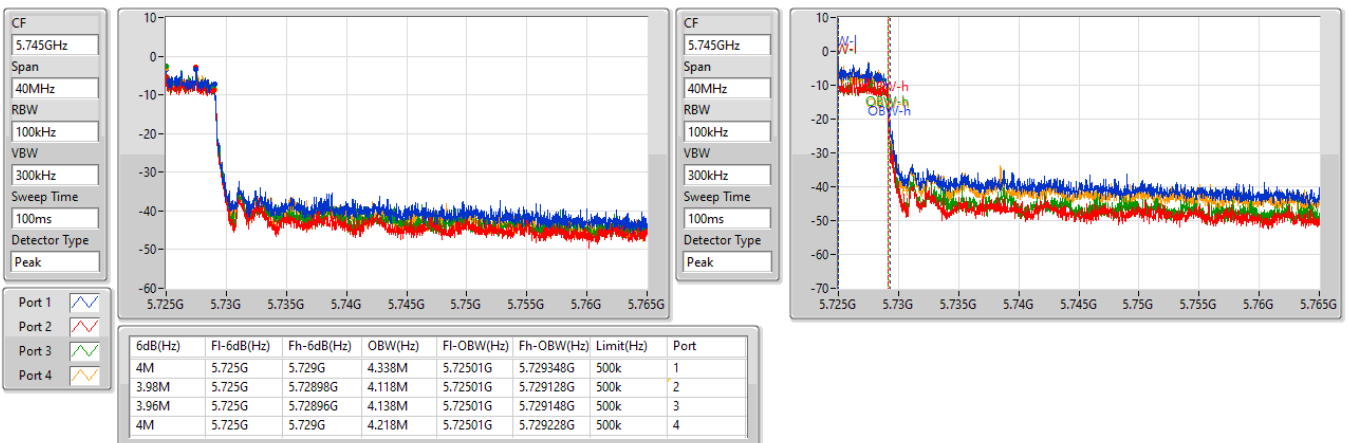 CF
5.745GHz
Span
40MHz
RBW
100kHz
VBW
300kHz
Sweep Time
100ms
Detector Type
Peak
10
0
-10
-20
-30
-40
-50
-60
5.725G 5.73G 5.735G 5.74G 5.745G 5.75G 5.755G 5.76G 5.765G
CF
5.745GHz
Span
40MHz
RBW
100kHz
VBW
300kHz
Sweep Time
100ms
Detector Type
Peak
10
0
-10
-20
-30
-40
-50
-60
-70
W-l
W-l
OBW-h
OBW-h
5.725G 5.73G 5.735G 5.74G 5.745G 5.75G 5.755G 5.76G 5.765G
Port 1
Port 2
Port 3
Port 4
6dB(Hz) Fl-6dB(Hz) Fh-6dB(Hz) OBW(Hz) Fl-OBW(Hz) Fh-OBW(Hz) Limit(Hz) Port
4M 5.725G 5.729G 4.338M 5.72501G 5.729348G 500k 1
3.98M 5.725G 5.72898G 4.118M 5.72501G 5.729128G 500k 2
3.96M 5.725G 5.72896G 4.138M 5.72501G 5.729148G 500k 3
4M 5.725G 5.729G 4.218M 5.72501G 5.729228G 500k 4